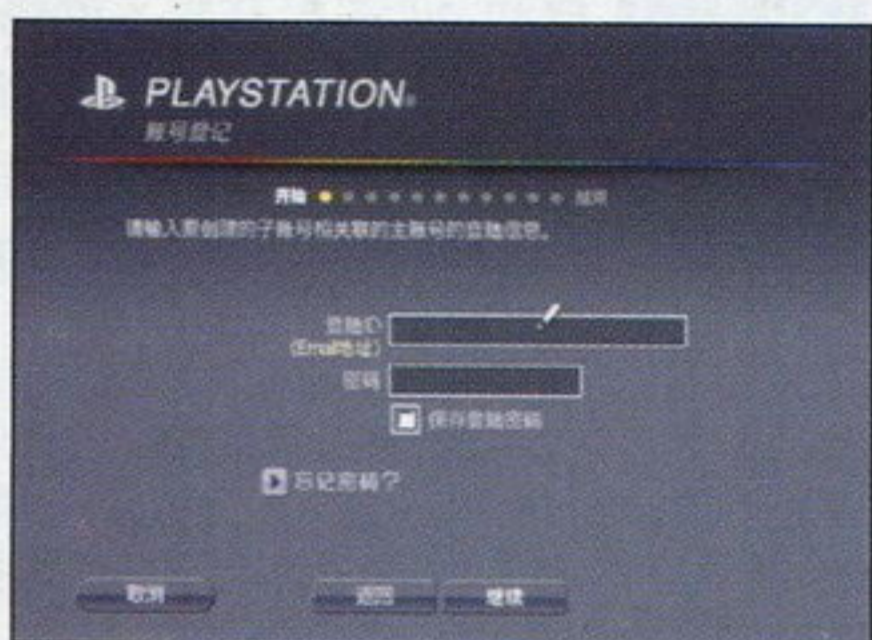 PLAYSTATION®
账号登记
开始 结束
请输入要创建的子账号相关联的主账号的登陆信息。
登陆ID
(Email地址)
密码
保存登陆密码
忘记密码？
取消 返回 继续